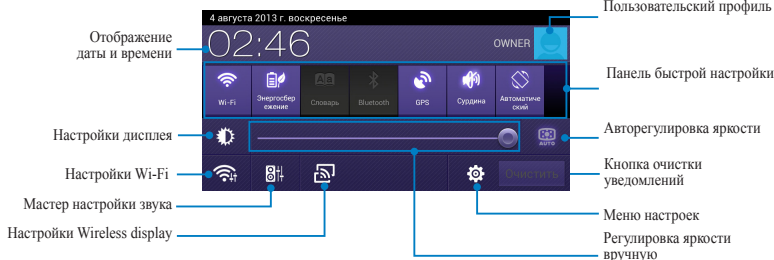 Пользовательский профиль
4 августа 2013 г. воскресенье
Отображение
даты и времени
02:46
OWNER
Панель быстрой настройки
Wi-Fi
Энергосбер
ежение
Словарь
Bluetooth
GPS
Сурдина
Автоматиче
ский
Настройки дисплея
AUTO
Авторегулировка яркости
Настройки Wi-Fi
Очистить
Кнопка очистки
уведомлений
Мастер настройки звука
Меню настроек
Настройки Wireless display
Регулировка яркости
вручную